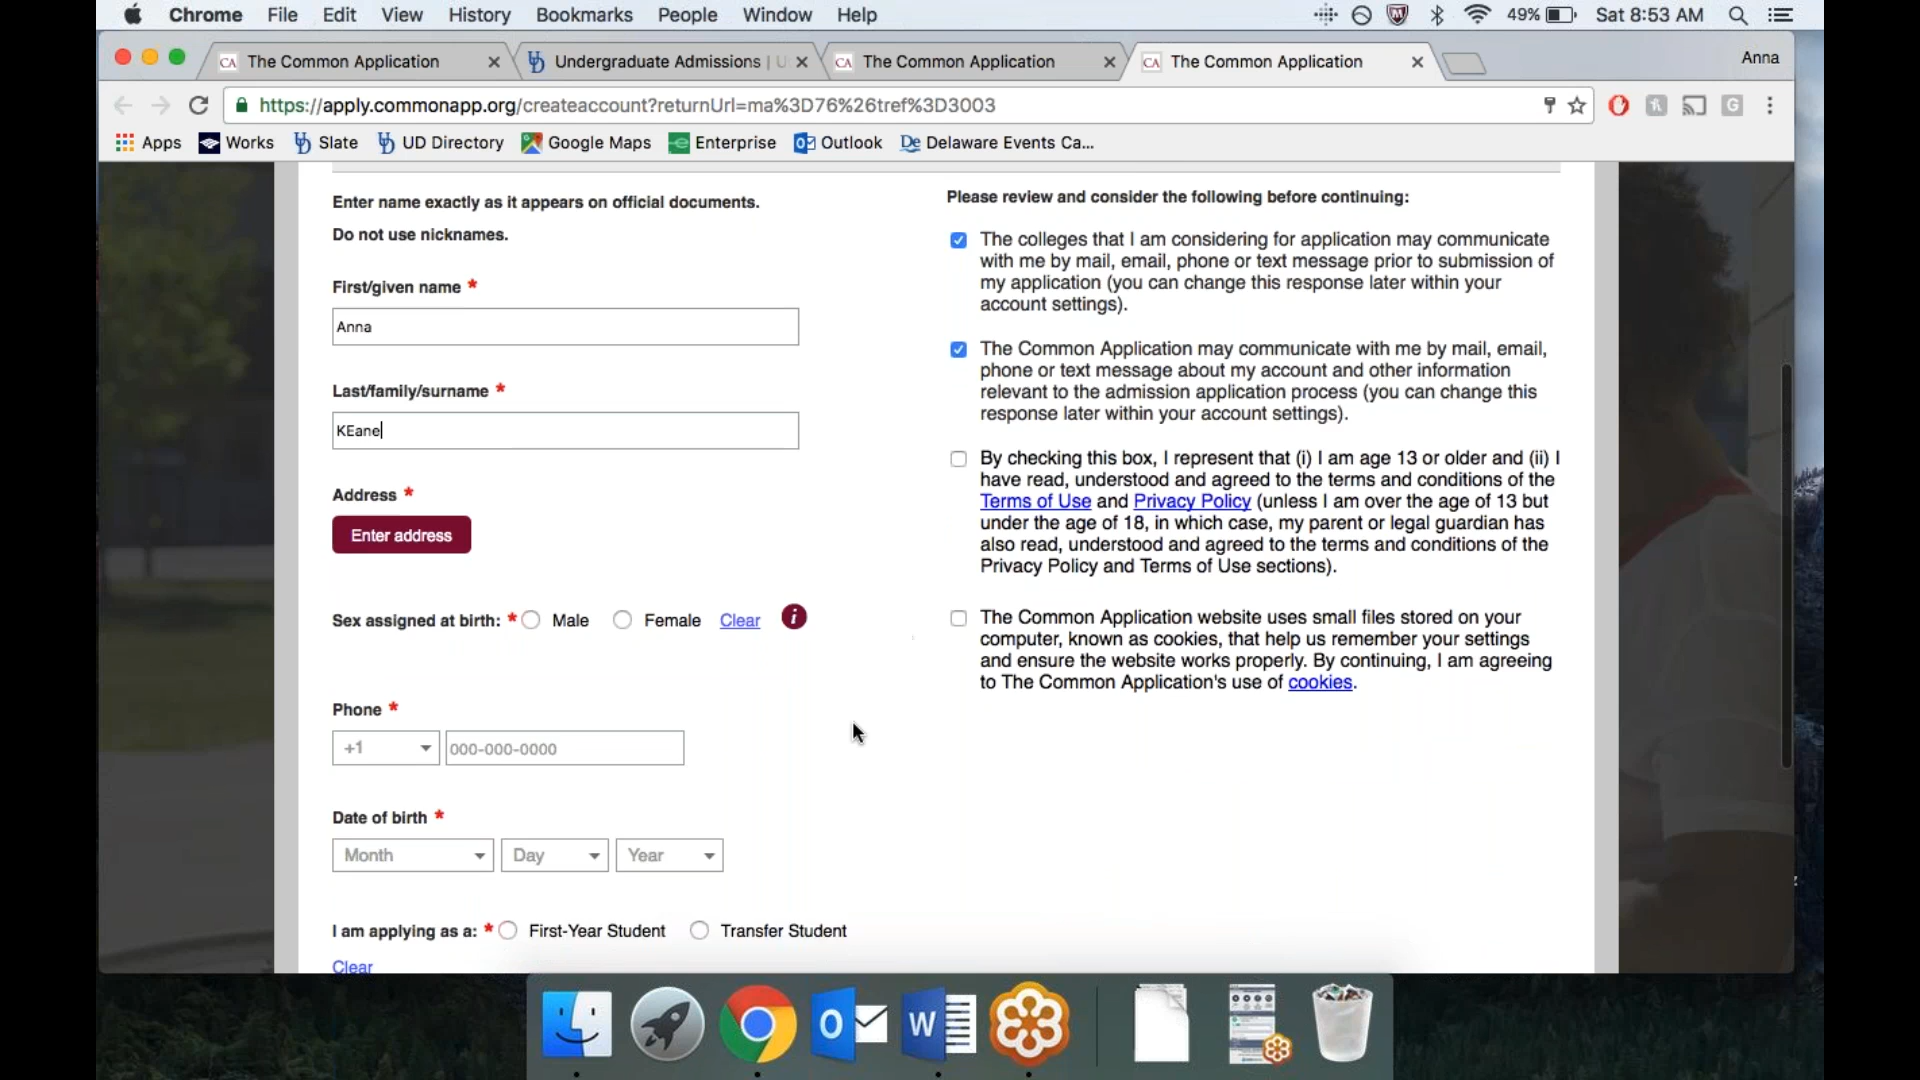 Chrome File Edit View History Bookmarks People Window Help 49% Sat 8:53 AM
CA The Common Application UD Undergraduate Admissions | U CA The Common Application CA The Common Application Anna
https://apply.commonapp.org/createaccount?returnUrl=ma%3D76%26tref%3D3003
Apps Works Slate UD Directory Google Maps Enterprise Outlook De Delaware Events Ca...
Enter name exactly as it appears on official documents.
Do not use nicknames.
First/given name *
Anna
Last/family/surname *
KEane
Address *
Enter address
Sex assigned at birth: * Male Female Clear i
Phone *
+1 000-000-0000
Date of birth *
Month Day Year
I am applying as a: * First-Year Student Transfer Student
Clear
Please review and consider the following before continuing:
The colleges that I am considering for application may communicate
with me by mail, email, phone or text message prior to submission of
my application (you can change this response later within your
account settings).
The Common Application may communicate with me by mail, email,
phone or text message about my account and other information
relevant to the admission application process (you can change this
response later within your account settings).
By checking this box, I represent that (i) I am age 13 or older and (ii) I
have read, understood and agreed to the terms and conditions of the
Terms of Use and Privacy Policy (unless I am over the age of 13 but
under the age of 18, in which case, my parent or legal guardian has
also read, understood and agreed to the terms and conditions of the
Privacy Policy and Terms of Use sections).
The Common Application website uses small files stored on your
computer, known as cookies, that help us remember your settings
and ensure the website works properly. By continuing, I am agreeing
to The Common Application's use of cookies.